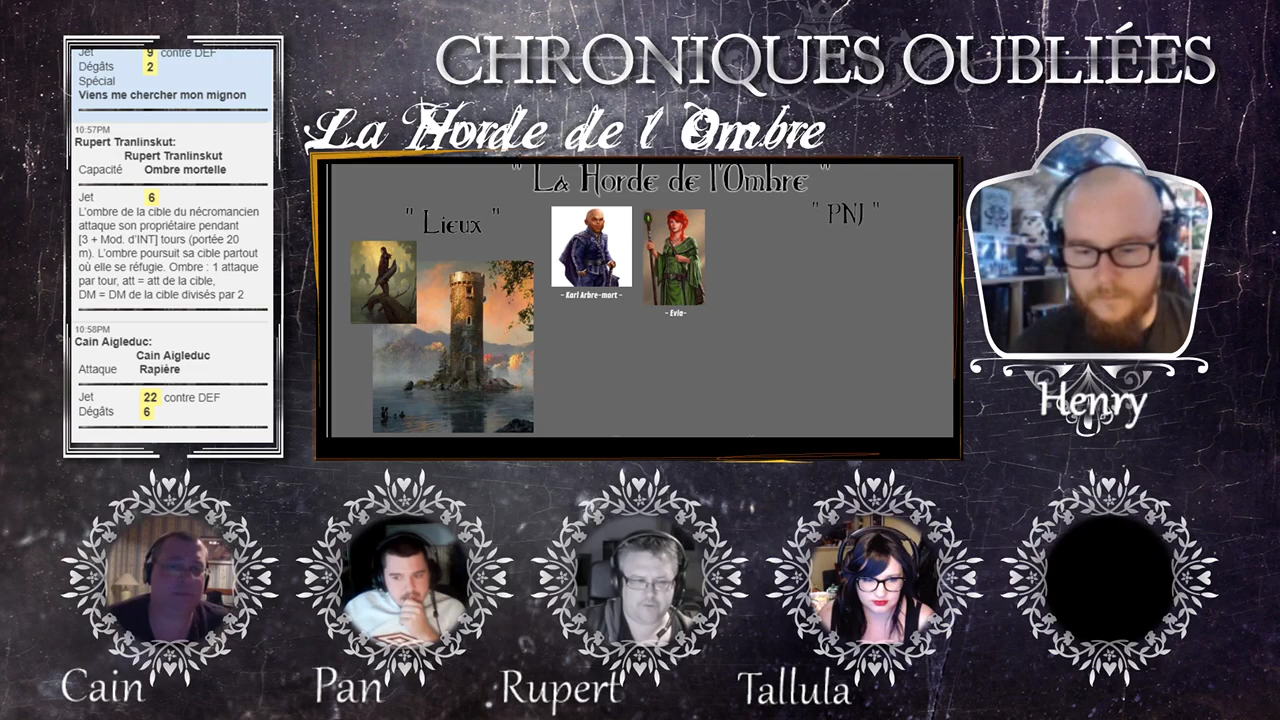 CHRONIQUES OUBLIÉES
La Horde de l Ombre
Jet 9 contre DEF
Dégâts 2
Spécial
Viens me chercher mon mignon
10:57PM
Rupert Tranlinskut:
Rupert Tranlinskut
Capacité Ombre mortelle
Jet 6
L'ombre de la cible du nécromancien
attaque son propriétaire pendant
[3 + Mod. d'INT] tours (portée 20
m). L'ombre poursuit sa cible partout
où elle se réfugie. Ombre : 1 attaque
par tour, att = att de la cible,
DM = DM de la cible divisés par 2
10:58PM
Cain Aigleduc:
Cain Aigleduc
Attaque Rapière
Jet 22 contre DEF
Dégâts 6
" La Horde de l'Ombre "
" Lieux "
" PNJ "
- Karl Arbre-mort -
- Evia-
Henry
Cain
Pan
Rupert
Tallula